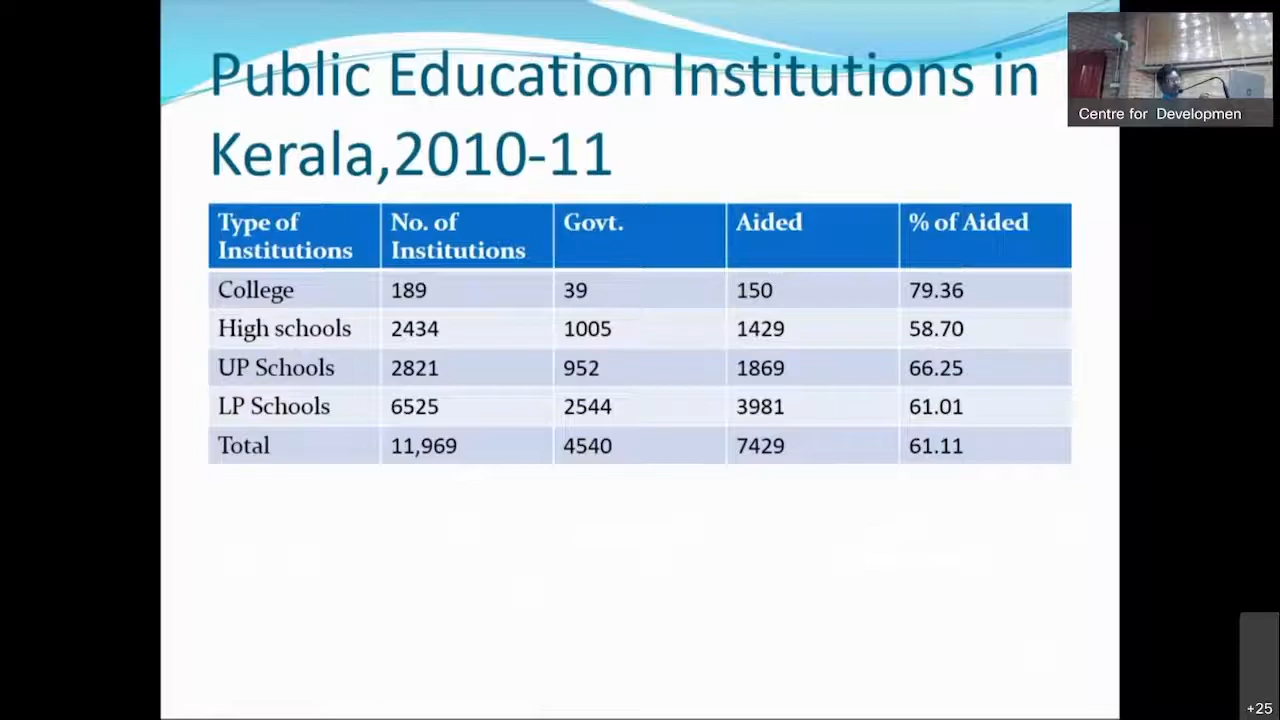 Public Education Institutions in
Kerala,2010-11
Centre for Developmen
Type of Institutions No. of Institutions Govt. Aided % of Aided
College 189 39 150 79.36
High schools 2434 1005 1429 58.70
UP Schools 2821 952 1869 66.25
LP Schools 6525 2544 3981 61.01
Total 11,969 4540 7429 61.11
+25